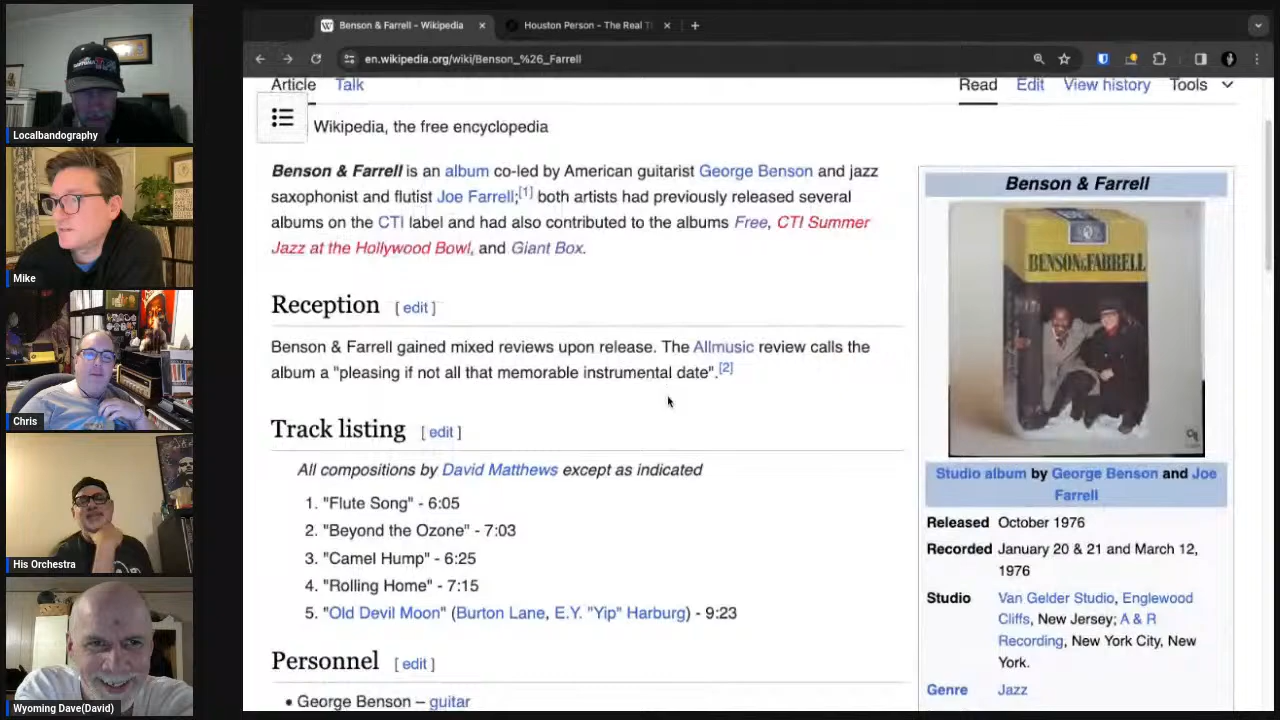 Localbandography
Mike
Chris
His Orchestra
Wyoming Dave(David)
Benson & Farrell - Wikipedia
Houston Person - The Real T
en.wikipedia.org/wiki/Benson_%26_Farrell
Article Talk
Read Edit View history Tools
Wikipedia, the free encyclopedia
Benson & Farrell is an album co-led by American guitarist George Benson and jazz
saxophonist and flutist Joe Farrell;[1] both artists had previously released several
albums on the CTI label and had also contributed to the albums Free, CTI Summer
Jazz at the Hollywood Bowl, and Giant Box.
Reception [ edit ]
Benson & Farrell gained mixed reviews upon release. The Allmusic review calls the
album a "pleasing if not all that memorable instrumental date".[2]
Track listing [ edit ]
All compositions by David Matthews except as indicated
1. "Flute Song" - 6:05
2. "Beyond the Ozone" - 7:03
3. "Camel Hump" - 6:25
4. "Rolling Home" - 7:15
5. "Old Devil Moon" (Burton Lane, E.Y. "Yip" Harburg) - 9:23
Personnel [ edit ]
• George Benson – guitar
Benson & Farrell
BENSON & FARRELL
Studio album by George Benson and Joe
Farrell
Released October 1976
Recorded January 20 & 21 and March 12,
1976
Studio Van Gelder Studio, Englewood
Cliffs, New Jersey; A & R
Recording, New York City, New
York.
Genre Jazz